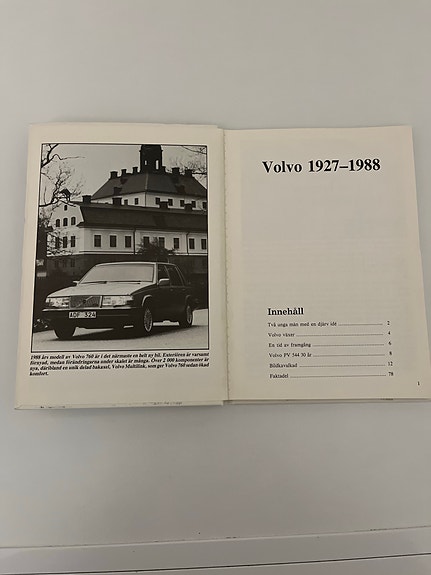 ADF 324
1988 års modell av Volvo 760 är i det närmaste en helt ny bil. Exteriören är varsamt
förnyad, medan förändringarna under skalet är många. Över 2 000 komponenter är
nya, däribland en unik delad bakaxel, Volvo Multilink, som ger Volvo 760 sedan ökad
komfort.
Volvo 1927–1988
Innehåll
Två unga män med en djärv idé ........ 2
Volvo växer ........ 4
En tid av framgång ........ 6
Volvo PV 544 30 år ........ 8
Bildkavalkad ........ 12
Faktadel ........ 78
1